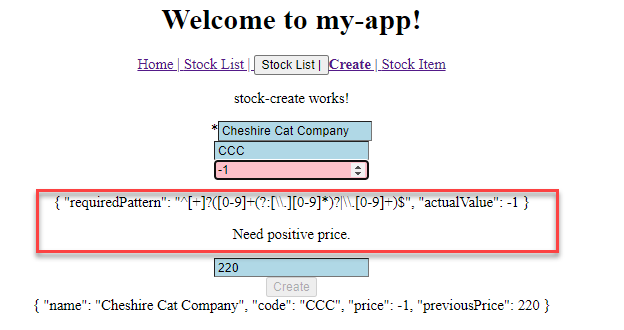 Welcome to my-app!
Home | Stock List | Stock List | Create | Stock Item
stock-create works!
*Cheshire Cat Company
CCC
-1
{ "requiredPattern": "^[+]?([0-9]+(?:[\\.][0-9]*)?|\\.[0-9]+)$", "actualValue": -1 }
Need positive price.
220
Create
{ "name": "Cheshire Cat Company", "code": "CCC", "price": -1, "previousPrice": 220 }